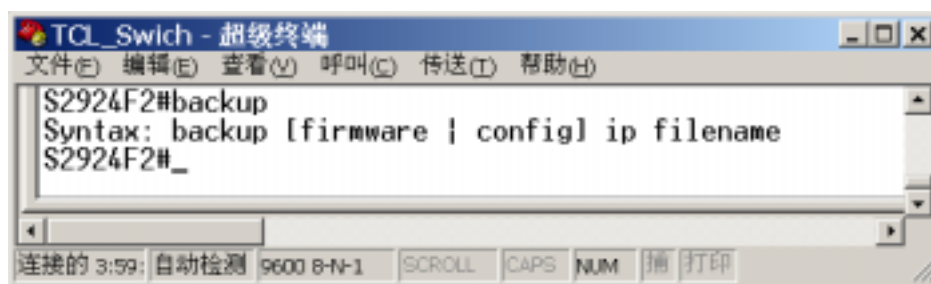 TCL_Swich - 超级终端
文件(F) 编辑(E) 查看(V) 呼叫(C) 传送(T) 帮助(H)
S2924F2#backup
Syntax: backup [firmware | config] ip filename
S2924F2#_
连接的 3:59: 自动检测 9600 8-N-1 SCROLL CAPS NUM 捕 打印